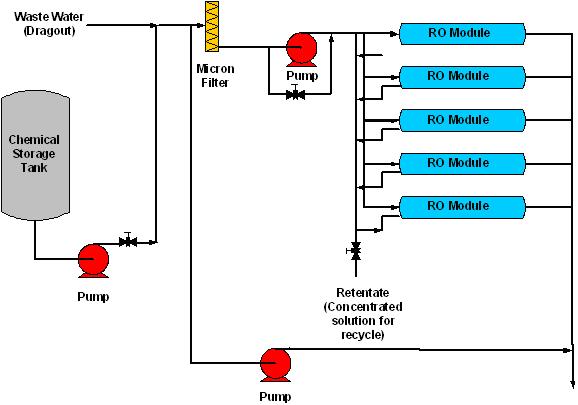 Waste Water
(Dragout)
Micron
Filter
Pump
RO Module
RO Module
RO Module
RO Module
RO Module
Chemical
Storage
Tank
Pump
Retentate
(Concentrated
solution for
recycle)
Pump